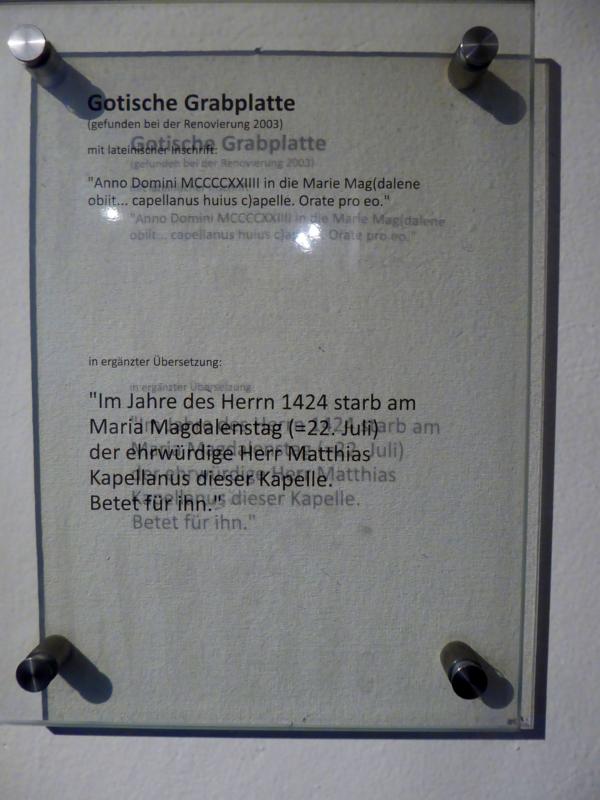 Gotische Grabplatte
(gefunden bei der Renovierung 2003)
mit lateinischer Inschrift:
"Anno Domini MCCCCXXIIII in die Marie Mag(dalene
obiit... capellanus huius c)apelle. Orate pro eo."
in ergänzter Übersetzung:
"Im Jahre des Herrn 1424 starb am
Maria Magdalenstag (=22. Juli)
der ehrwürdige Herr Matthias
Kapellanus dieser Kapelle.
Betet für ihn."